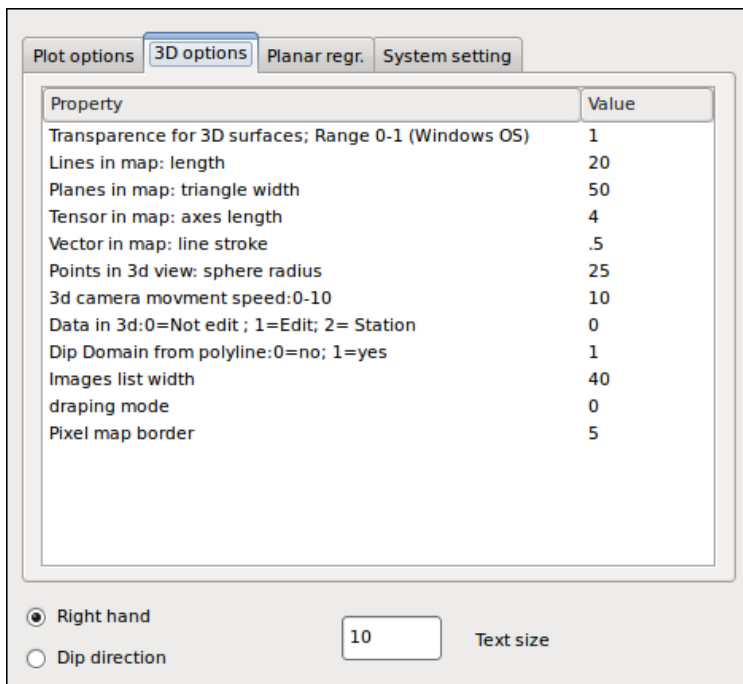 Plot options 3D options Planar regr. System setting
Property Value
Transparence for 3D surfaces; Range 0-1 (Windows OS) 1
Lines in map: length 20
Planes in map: triangle width 50
Tensor in map: axes length 4
Vector in map: line stroke .5
Points in 3d view: sphere radius 25
3d camera movment speed:0-10 10
Data in 3d:0=Not edit ; 1=Edit; 2= Station 0
Dip Domain from polyline:0=no; 1=yes 1
Images list width 40
draping mode 0
Pixel map border 5
Right hand
10 Text size
Dip direction